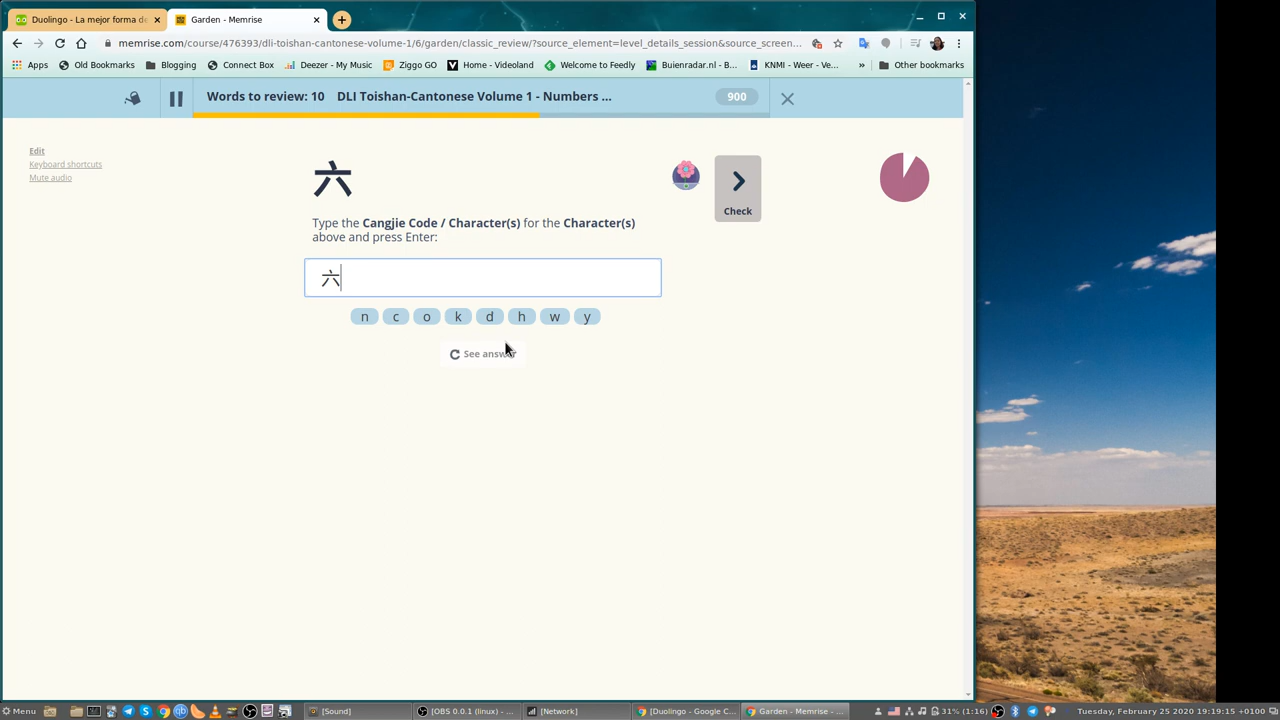 Duolingo - La mejor forma de
Garden - Memrise
memrise.com/course/476393/dli-toishan-cantonese-volume-1/6/garden/classic_review/?source_element=level_details_session&source_screen...
Apps
Old Bookmarks
Blogging
Connect Box
Deezer - My Music
Ziggo GO
Home - Videoland
Welcome to Feedly
Buienradar.nl - B...
KNMI - Weer - Ve...
»
Other bookmarks
Words to review: 10 DLI Toishan-Cantonese Volume 1 - Numbers ...
900
Edit
Keyboard shortcuts
Mute audio
六
Check
Type the Cangjie Code / Character(s) for the Character(s)
above and press Enter:
六
n c o k d h w y
See answer
Menu
[Sound]
(OBS 0.0.1 (linux) - ...
[Network]
[Duolingo - Google C...
Garden - Memrise - ...
31% (1:16)
Tuesday, February 25 2020 19:19:15 +0100